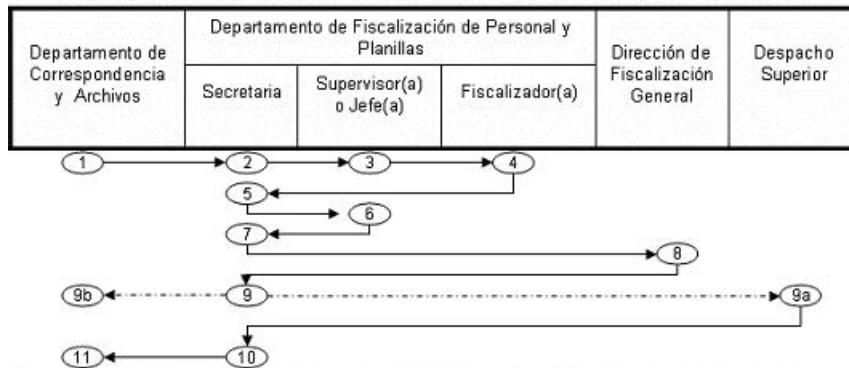 Departamento de
Correspondencia
y Archivos
Departamento de Fiscalización de Personal y
Planillas
Secretaria
Supervisor(a)
o Jefe(a)
Fiscalizador(a)
Dirección de
Fiscalización
General
Despacho
Superior
1 2 3 4
5
6
7
8
9b 9 9a
11 10